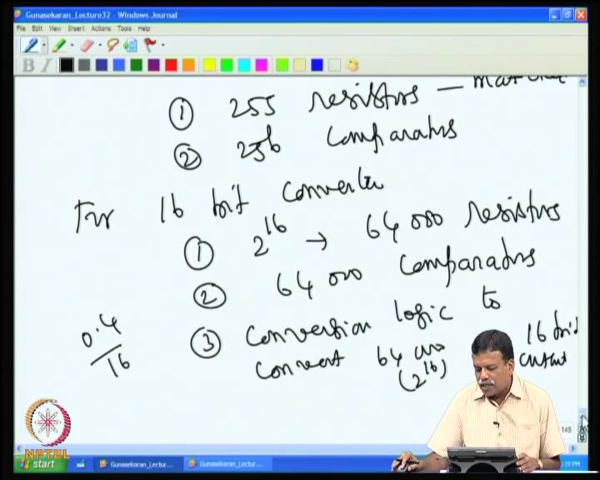 Gunasekaran_Lecture32 - Windows Journal
File Edit View Insert Actions Tools Help
B I
① 255 resistors —
② 256 Comparators
For 16 bit Converter
① 2^16 → 64 000 resistors
② 64 000 Comparators
③ Conversion logic to
convert 64 000 16 bit
(2^16) output
0.4
16
NPTEL
start Gunasekaran_Lectur... Gunasekaran_Lectur...